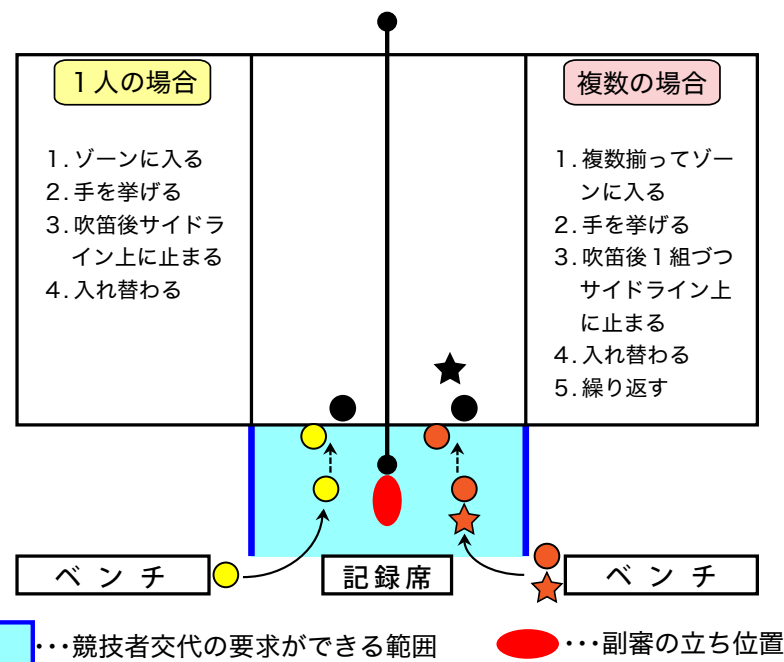 １人の場合
１. ゾーンに入る
２. 手を挙げる
３. 吹笛後サイドラ
イン上に止まる
４. 入れ替わる
複数の場合
１. 複数揃ってゾー
ンに入る
２. 手を挙げる
３. 吹笛後１組づつ
サイドライン上
に止まる
４. 入れ替わる
５. 繰り返す
ベンチ
記録席
ベンチ
･･･競技者交代の要求ができる範囲
･･･副審の立ち位置